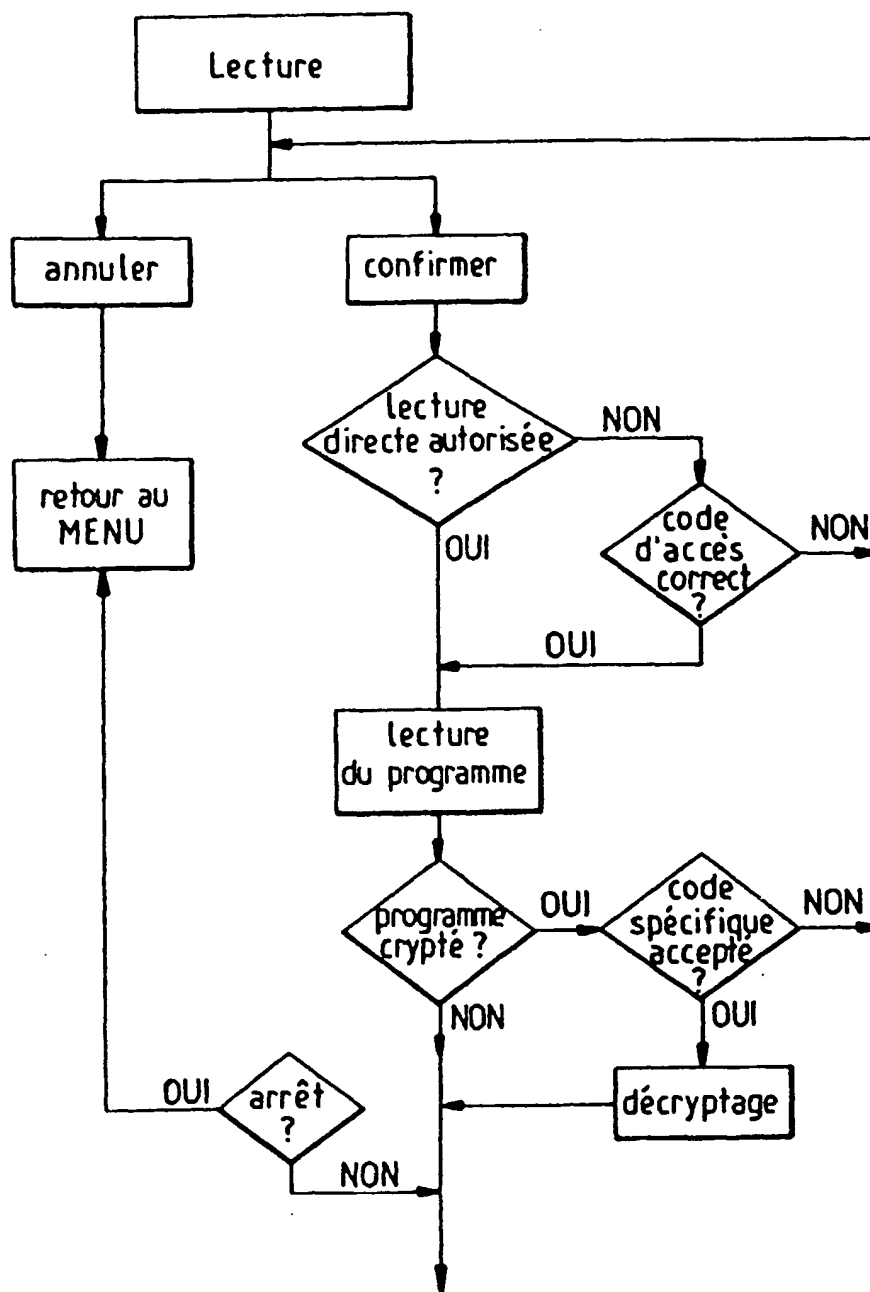 Lecture
annuler
confirmer
lecture
directe autorisée
?
NON
retour au
MENU
code
d'accès
correct
?
NON
OUI
OUI
lecture
du programme
programme
crypté ?
OUI
code
spécifique
accepté
?
NON
NON
OUI
OUI
arrêt
?
décryptage
NON